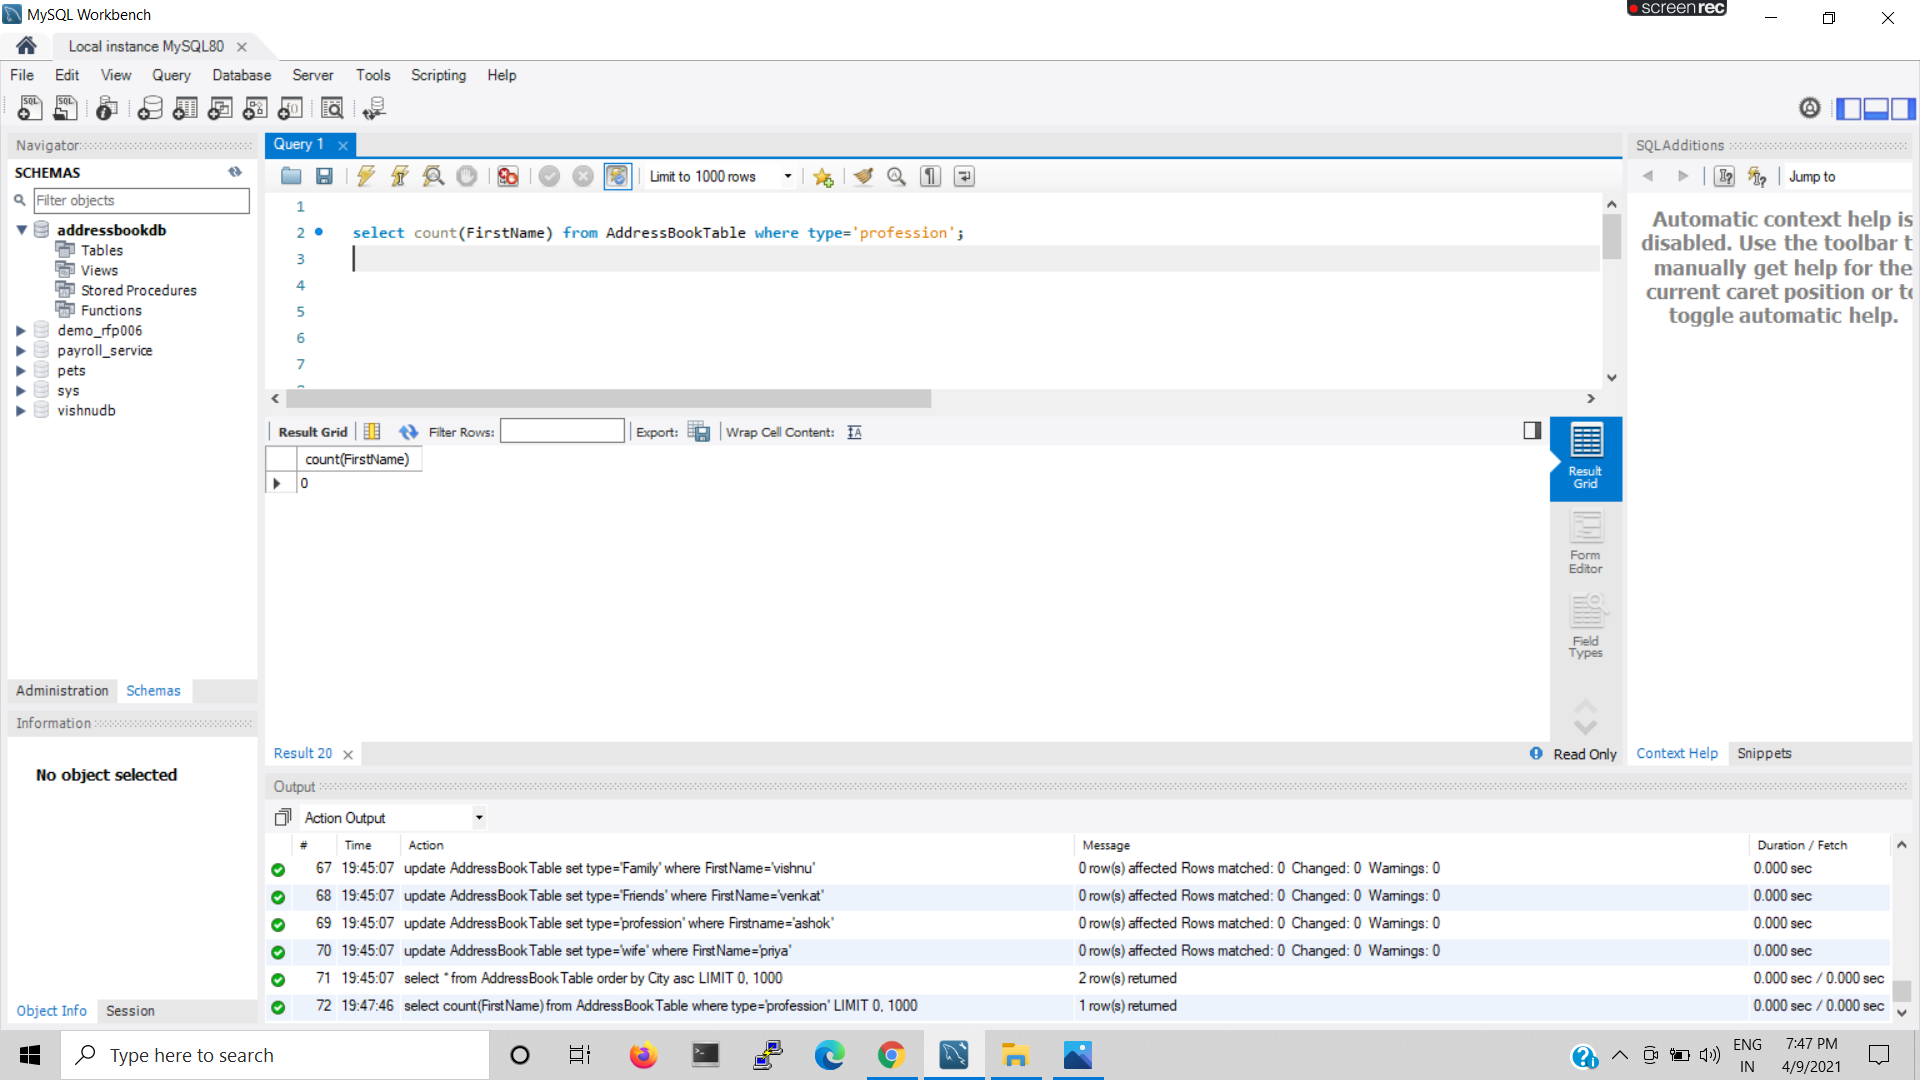 MySQL Workbench
screenrec
Local instance MySQL80
File Edit View Query Database Server Tools Scripting Help
Navigator
SCHEMAS
Filter objects
addressbookdb
Tables
Views
Stored Procedures
Functions
demo_rfp006
payroll_service
pets
sys
vishnudb
Administration Schemas
Information
No object selected
Object Info Session
Query 1
Limit to 1000 rows
1
2 select count(FirstName) from AddressBookTable where type='profession';
3
4
5
6
7
Result Grid Filter Rows: Export: Wrap Cell Content:
count(FirstName)
0
Result Grid
Form Editor
Field Types
Result 20
Read Only
SQLAdditions
Jump to
Automatic context help is
disabled. Use the toolbar t
manually get help for the
current caret position or to
toggle automatic help.
Context Help Snippets
Output
Action Output
# Time Action Message Duration / Fetch
67 19:45:07 update AddressBookTable set type='Family' where FirstName='vishnu' 0 row(s) affected Rows matched: 0 Changed: 0 Warnings: 0 0.000 sec
68 19:45:07 update AddressBookTable set type='Friends' where FirstName='venkat' 0 row(s) affected Rows matched: 0 Changed: 0 Warnings: 0 0.000 sec
69 19:45:07 update AddressBookTable set type='profession' where Firstname='ashok' 0 row(s) affected Rows matched: 0 Changed: 0 Warnings: 0 0.000 sec
70 19:45:07 update AddressBookTable set type='wife' where FirstName='priya' 0 row(s) affected Rows matched: 0 Changed: 0 Warnings: 0 0.000 sec
71 19:45:07 select * from AddressBookTable order by City asc LIMIT 0, 1000 2 row(s) returned 0.000 sec / 0.000 sec
72 19:47:46 select count(FirstName) from AddressBookTable where type='profession' LIMIT 0, 1000 1 row(s) returned 0.000 sec / 0.000 sec
Type here to search
ENG
IN
7:47 PM
4/9/2021